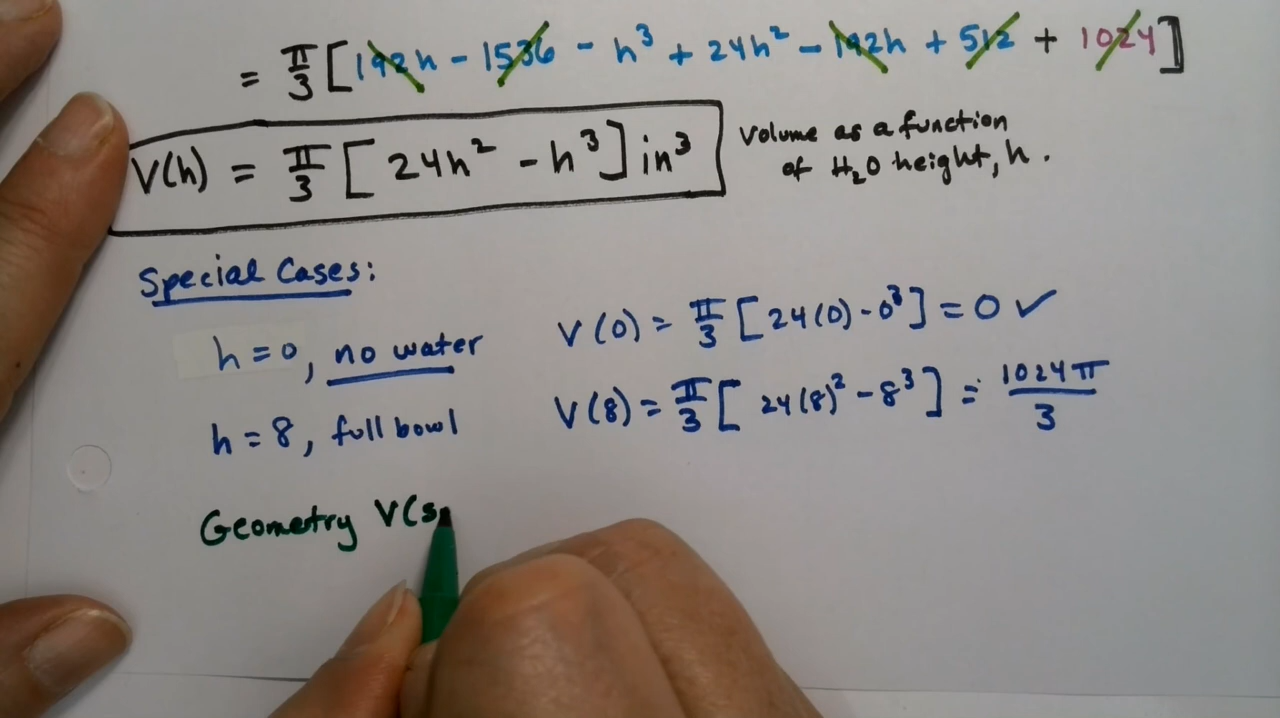 = π/3 [192h - 1536 - h³ + 24h² - 192h + 512 + 1024]
V(h) = π/3 [24h² - h³] in³
Volume as a function
of H₂O height, h.
Special Cases:
h=0, no water
V(0) = π/3 [24(0) - 0³] = 0 ✓
h=8, full bowl
V(8) = π/3 [24(8)² - 8³] = 1024π/3
Geometry V(s